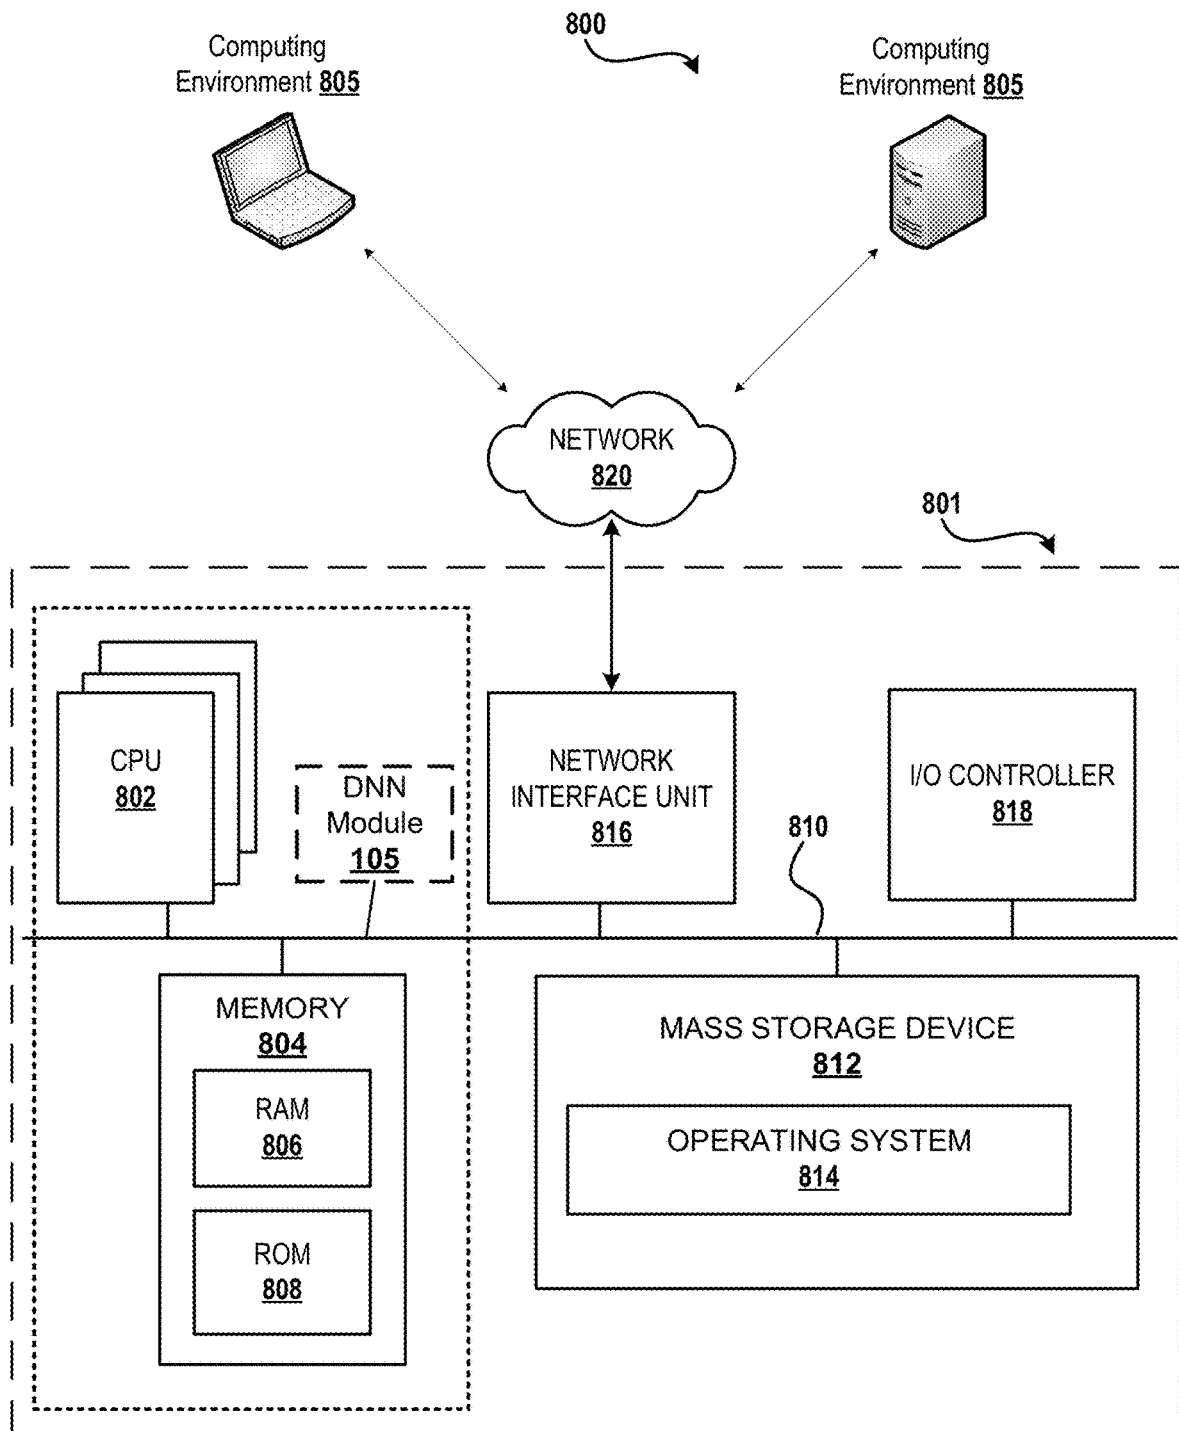 800
Computing
Environment 805
Computing
Environment 805
NETWORK
820
801
CPU
802
DNN
Module
105
NETWORK
INTERFACE UNIT
816
I/O CONTROLLER
818
810
MEMORY
804
RAM
806
ROM
808
MASS STORAGE DEVICE
812
OPERATING SYSTEM
814